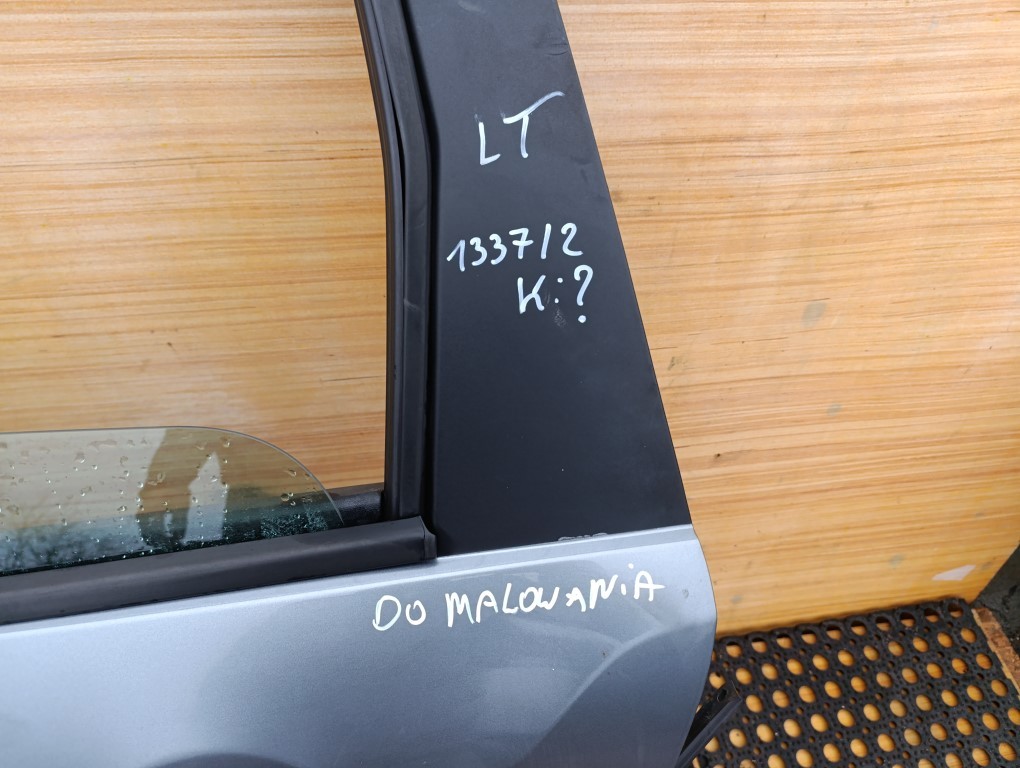 LT
1337/2
K:?
DO MALOWANiA